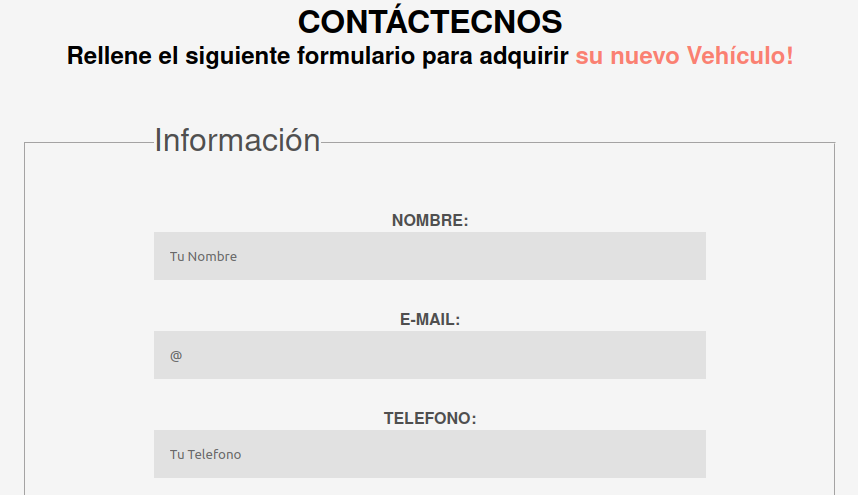 CONTÁCTECNOS
Rellene el siguiente formulario para adquirir su nuevo Vehículo!
Información
NOMBRE:
Tu Nombre
E-MAIL:
@
TELEFONO:
Tu Telefono